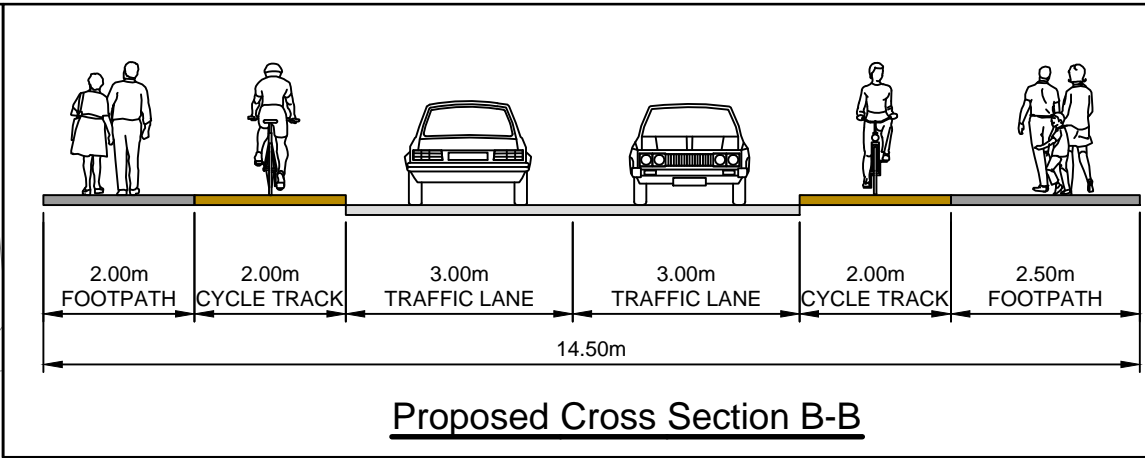 2.00m
FOOTPATH
2.00m
CYCLE TRACK
3.00m
TRAFFIC LANE
3.00m
TRAFFIC LANE
2.00m
CYCLE TRACK
2.50m
FOOTPATH
14.50m
Proposed Cross Section B-B